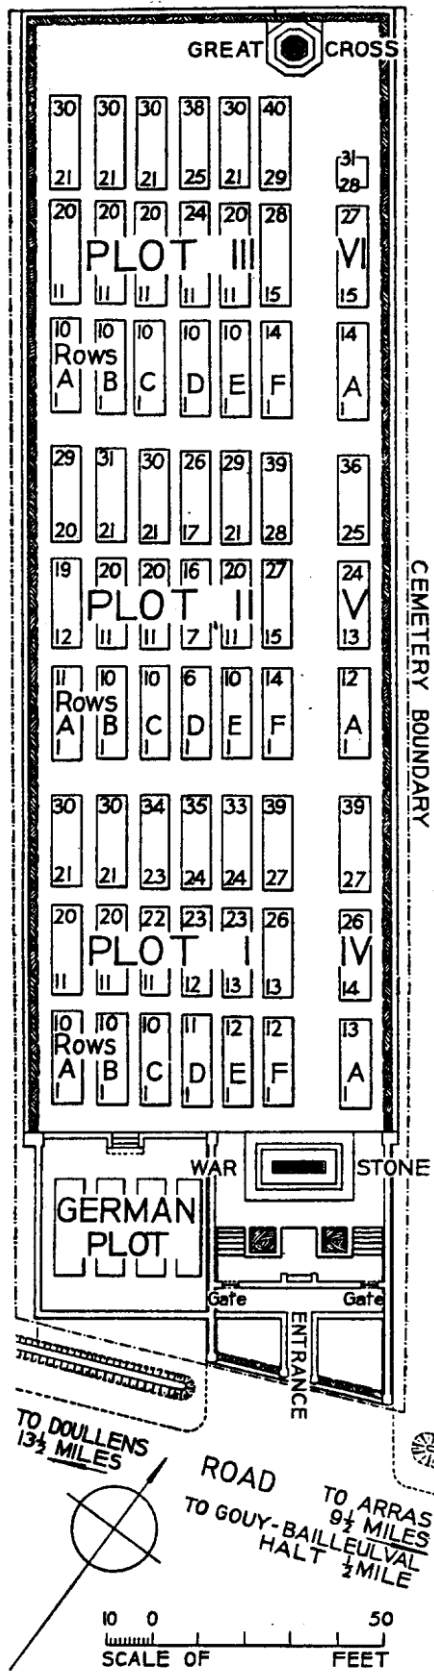 GREAT CROSS
30 30 30 38 30 40
31
21 21 21 25 21 29
28
20 20 20 24 20 28 27
PLOT III VI
11 11 11 11 11 15 15
10 10 10 10 10 14 14
Rows
A B C D E F A
1 1 1 1 1 1 1
29 31 30 26 29 39 36
20 21 21 17 21 28 25
19 20 20 16 20 27 24
PLOT II V
12 11 11 7 11 15 13
11 10 10 6 10 14 12
Rows
A B C D E F A
1 1 1 1 1 1 1
CEMETERY BOUNDARY
30 30 34 35 33 39 39
21 21 23 24 24 27 27
20 20 22 23 23 26 26
PLOT I IV
11 11 11 12 13 13 14
10 10 10 11 12 12 13
Rows
A B C D E F A
1 1 1 1 1 1 1
WAR STONE
GERMAN
PLOT
Gate Gate
ENTRANCE
TO DOULLENS
13½ MILES
ROAD
TO ARRAS
9½ MILES
TO GOUY-BAILLEULVAL
HALT ½ MILE
10 0 50
SCALE OF FEET